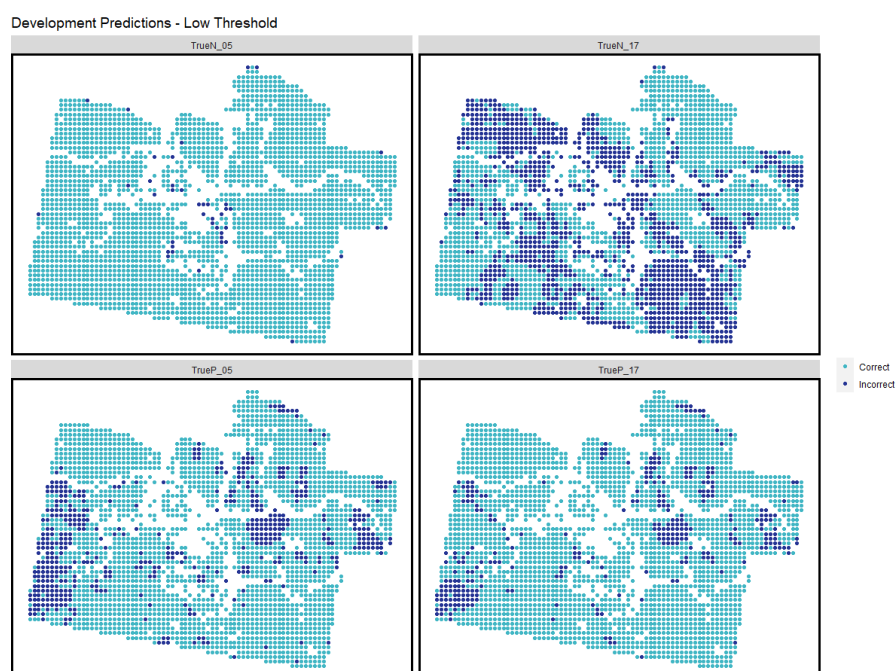 Development Predictions - Low Threshold
TrueN_05
TrueN_17
TrueP_05
TrueP_17
Correct
Incorrect